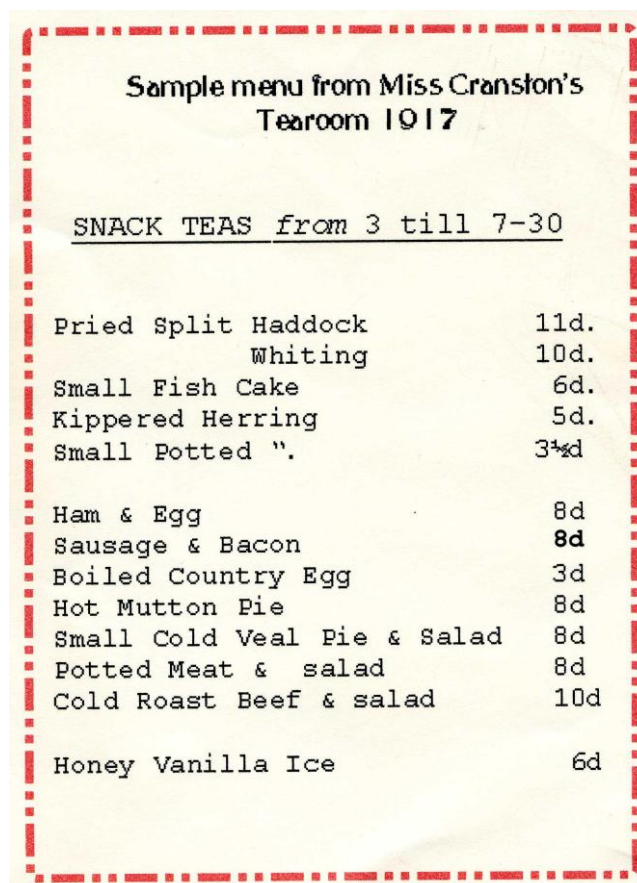 Sample menu from Miss Cranston's
Tearoom 1917
SNACK TEAS from 3 till 7-30
Pried Split Haddock 11d.
Whiting 10d.
Small Fish Cake 6d.
Kippered Herring 5d.
Small Potted ". 3½d
Ham & Egg 8d
Sausage & Bacon 8d
Boiled Country Egg 3d
Hot Mutton Pie 8d
Small Cold Veal Pie & Salad 8d
Potted Meat & salad 8d
Cold Roast Beef & salad 10d
Honey Vanilla Ice 6d